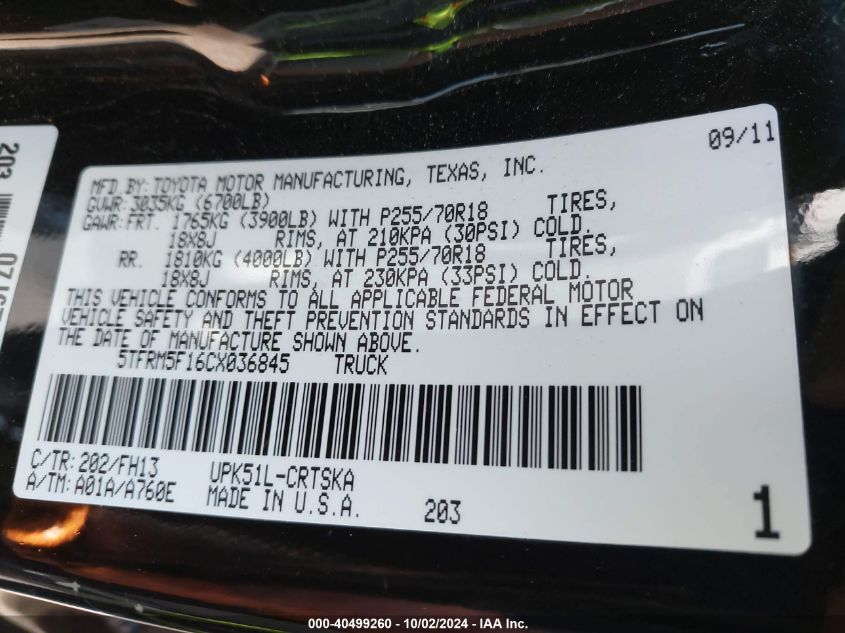 09/11
MFD BY: TOYOTA MOTOR MANUFACTURING, TEXAS, INC.
GVWR: 3035KG (6700LB)
GAWR: FRT. 1765KG (3900LB) WITH P255/70R18 TIRES,
18X8J RIMS, AT 210KPA (30PSI) COLD.
RR. 1810KG (4000LB) WITH P255/70R18 TIRES,
18X8J RIMS, AT 230KPA (33PSI) COLD.
THIS VEHICLE CONFORMS TO ALL APPLICABLE FEDERAL MOTOR
VEHICLE SAFETY AND THEFT PREVENTION STANDARDS IN EFFECT ON
THE DATE OF MANUFACTURE SHOWN ABOVE.
5TFRM5F16CX036845 TRUCK
C/TR: 202/FH13 UPK51L-CRTSKA
A/TM: A01A/A760E MADE IN U.S.A. 203
1
203
000-40499260 - 10/02/2024 - IAA Inc.